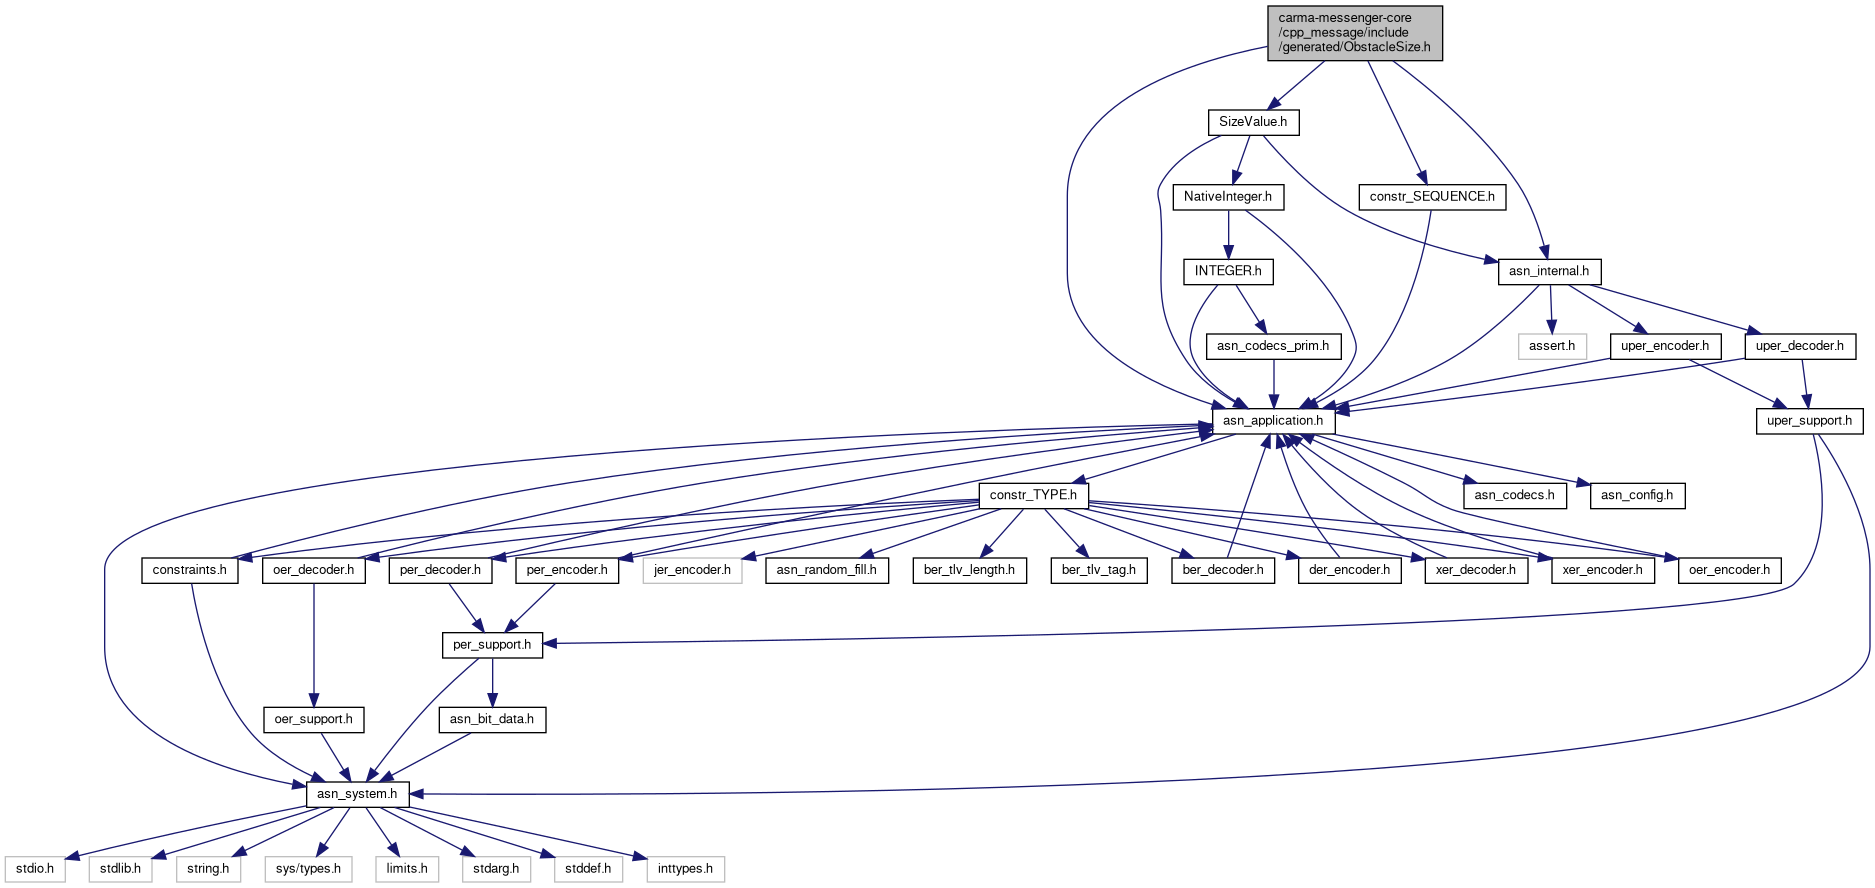 carma-messenger-core
/cpp_message/include
/generated/ObstacleSize.h
SizeValue.h
NativeInteger.h
constr_SEQUENCE.h
INTEGER.h
asn_internal.h
asn_codecs_prim.h
assert.h
uper_encoder.h
uper_decoder.h
asn_application.h
uper_support.h
constr_TYPE.h
asn_codecs.h
asn_config.h
constraints.h
oer_decoder.h
per_decoder.h
per_encoder.h
jer_encoder.h
asn_random_fill.h
ber_tlv_length.h
ber_tlv_tag.h
ber_decoder.h
der_encoder.h
xer_decoder.h
xer_encoder.h
oer_encoder.h
per_support.h
oer_support.h
asn_bit_data.h
asn_system.h
stdio.h
stdlib.h
string.h
sys/types.h
limits.h
stdarg.h
stddef.h
inttypes.h